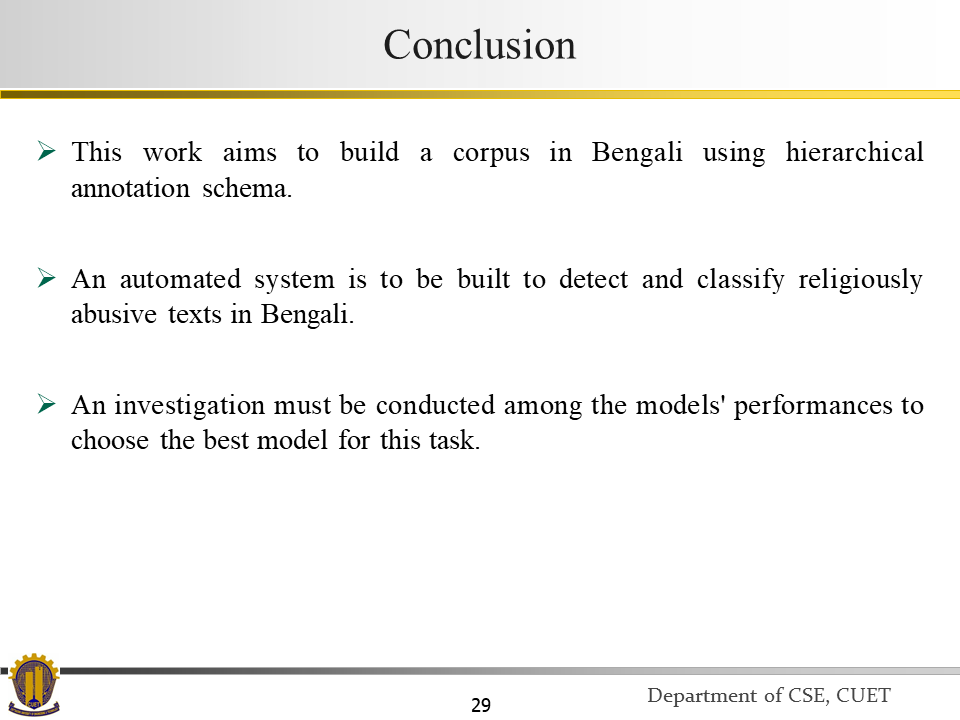 Conclusion
This work aims to build a corpus in Bengali using hierarchical
annotation schema.
An automated system is to be built to detect and classify religiously
abusive texts in Bengali.
An investigation must be conducted among the models' performances to
choose the best model for this task.
29
Department of CSE, CUET